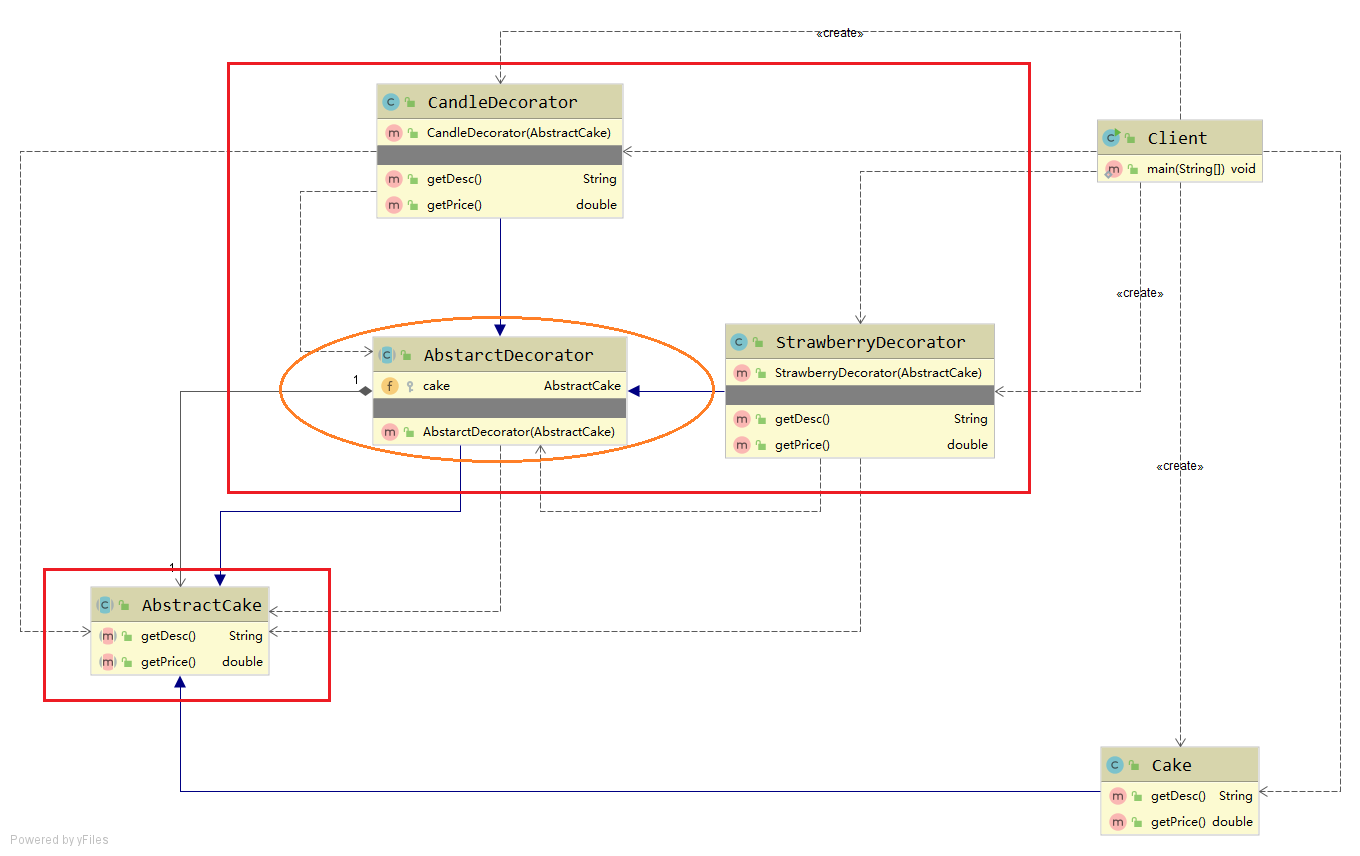 «create»
CandleDecorator
CandleDecorator(AbstractCake)
getDesc() String
getPrice() double
Client
main(String[]) void
«create»
AbstarctDecorator
1
cake AbstractCake
AbstarctDecorator(AbstractCake)
StrawberryDecorator
StrawberryDecorator(AbstractCake)
getDesc() String
getPrice() double
«create»
1
AbstractCake
getDesc() String
getPrice() double
Cake
getDesc() String
getPrice() double
Powered by yFiles